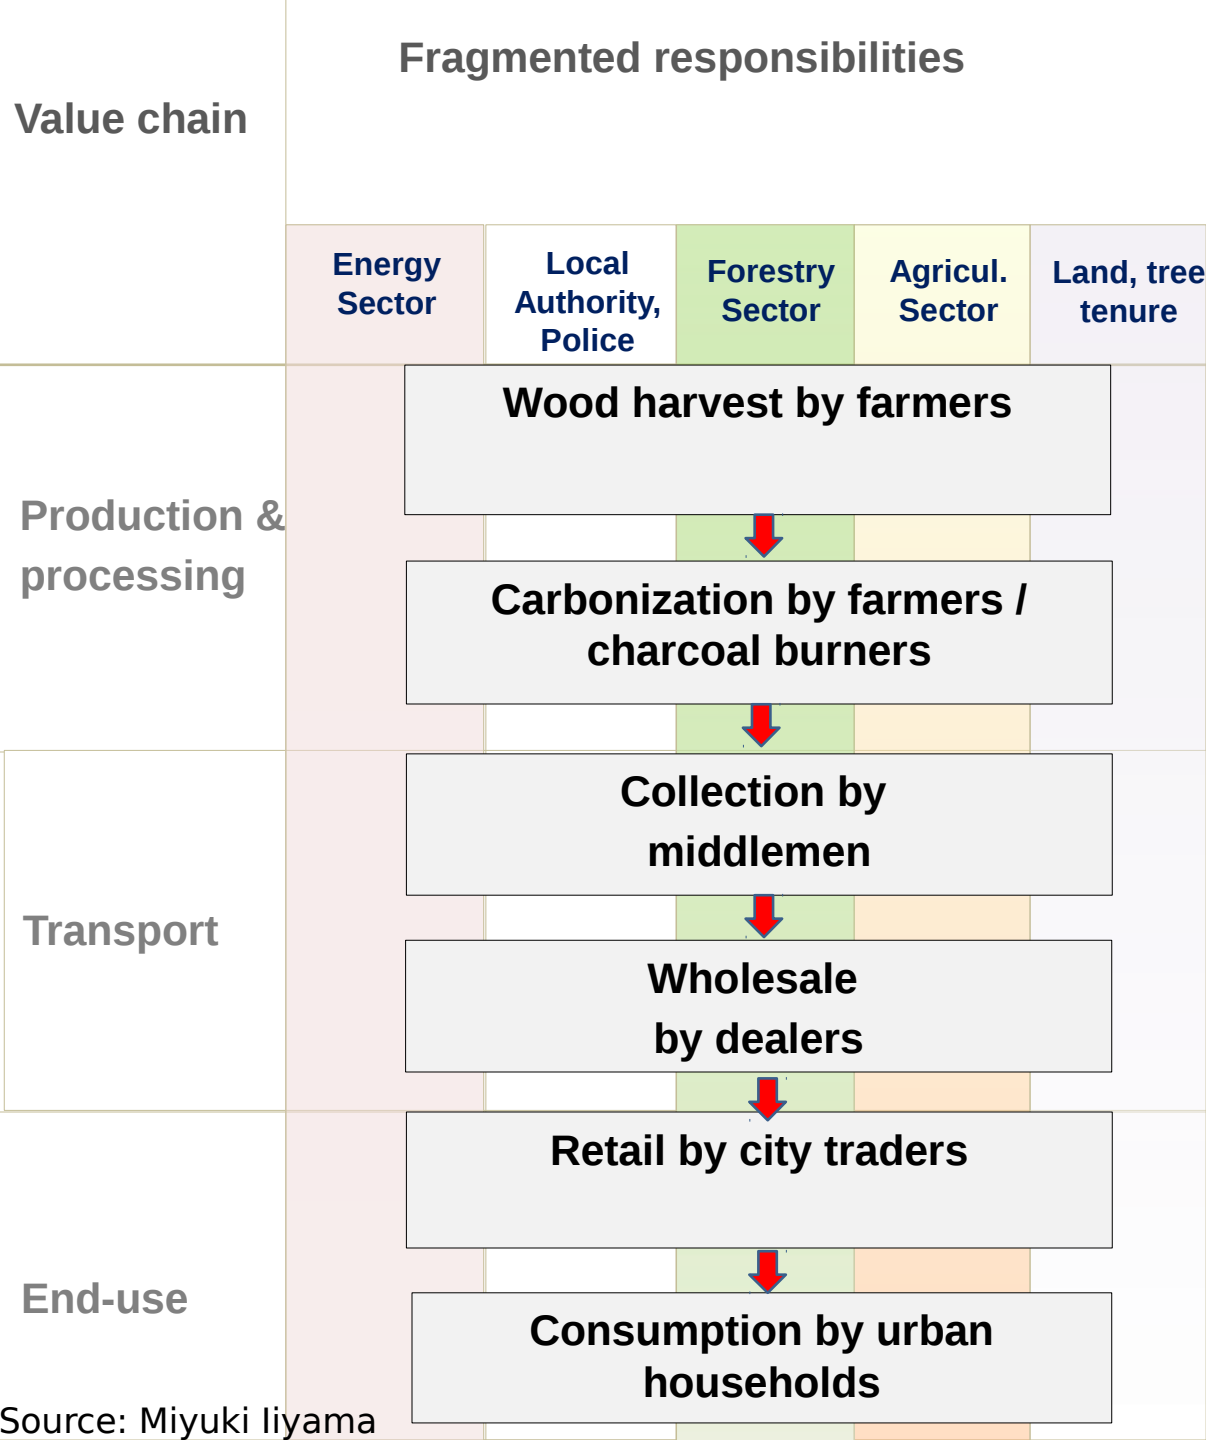 Fragmented responsibilities
Value chain
Energy
Sector
Local
Authority,
Police
Forestry
Sector
Agricul.
Sector
Land, tree
tenure
Production &
processing
Wood harvest by farmers
Carbonization by farmers /
charcoal burners
Transport
Collection by
middlemen
Wholesale
by dealers
End-use
Retail by city traders
Consumption by urban
households
Source: Miyuki Iiyama